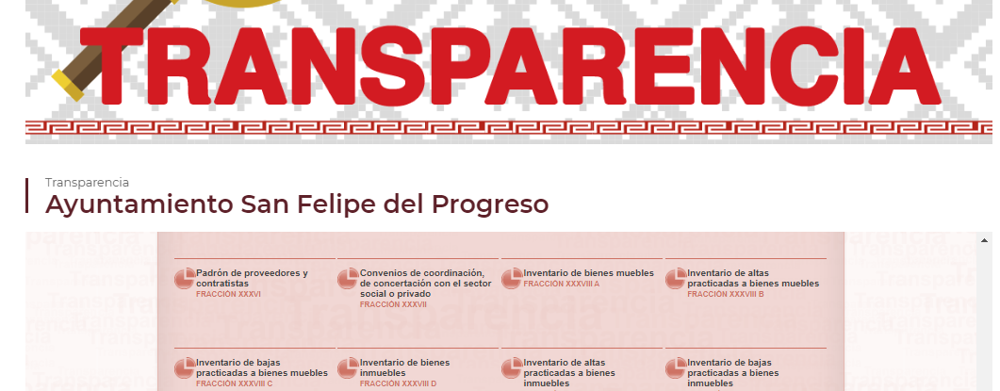 TRANSPARENCIA
Transparencia
Ayuntamiento San Felipe del Progreso
Padrón de proveedores y
contratistas
FRACCIÓN XXXVI
Convenios de coordinación,
de concertación con el sector
social o privado
FRACCIÓN XXXVII
Inventario de bienes muebles
FRACCIÓN XXXVIII A
Inventario de altas
practicadas a bienes muebles
FRACCIÓN XXXVIII B
Inventario de bajas
practicadas a bienes muebles
FRACCIÓN XXXVIII C
Inventario de bienes
inmuebles
FRACCIÓN XXXVIII D
Inventario de altas
practicadas a bienes
inmuebles
Inventario de bajas
practicadas a bienes
inmuebles